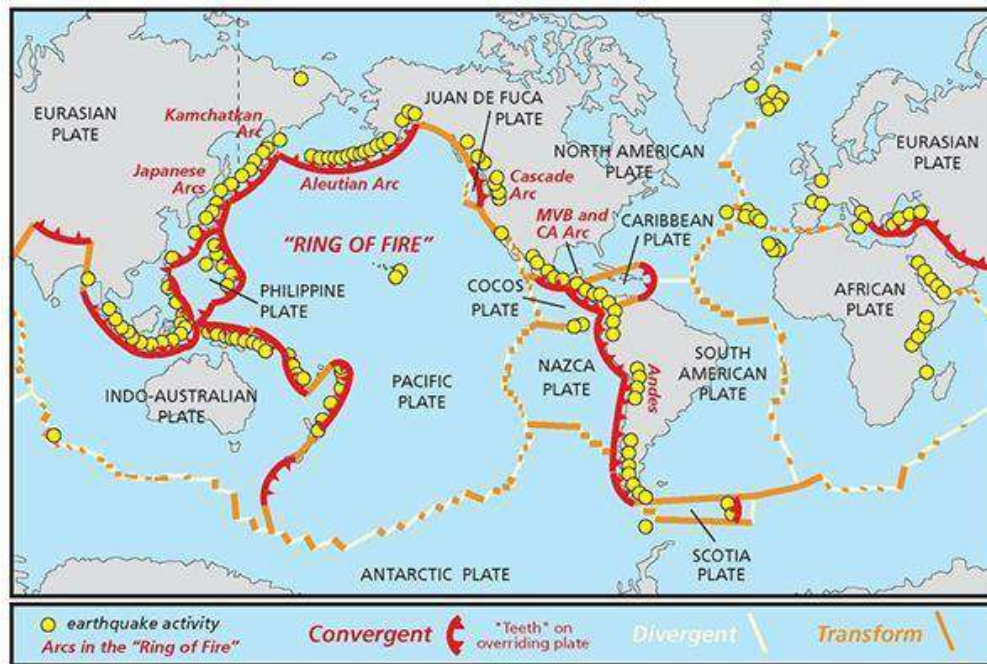 EURASIAN
PLATE
Kamchatkan
Arc
Japanese
Arcs
Aleutian Arc
JUAN DE FUCA
PLATE
NORTH AMERICAN
PLATE
Cascade
Arc
MVB and
CA Arc
CARIBBEAN
PLATE
EURASIAN
PLATE
"RING OF FIRE"
PHILIPPINE
PLATE
COCOS
PLATE
AFRICAN
PLATE
INDO-AUSTRALIAN
PLATE
PACIFIC
PLATE
NAZCA
PLATE
Andes
SOUTH
AMERICAN
PLATE
SCOTIA
PLATE
ANTARCTIC PLATE
earthquake activity
Arcs in the "Ring of Fire"
Convergent
"Teeth" on
overriding plate
Divergent
Transform